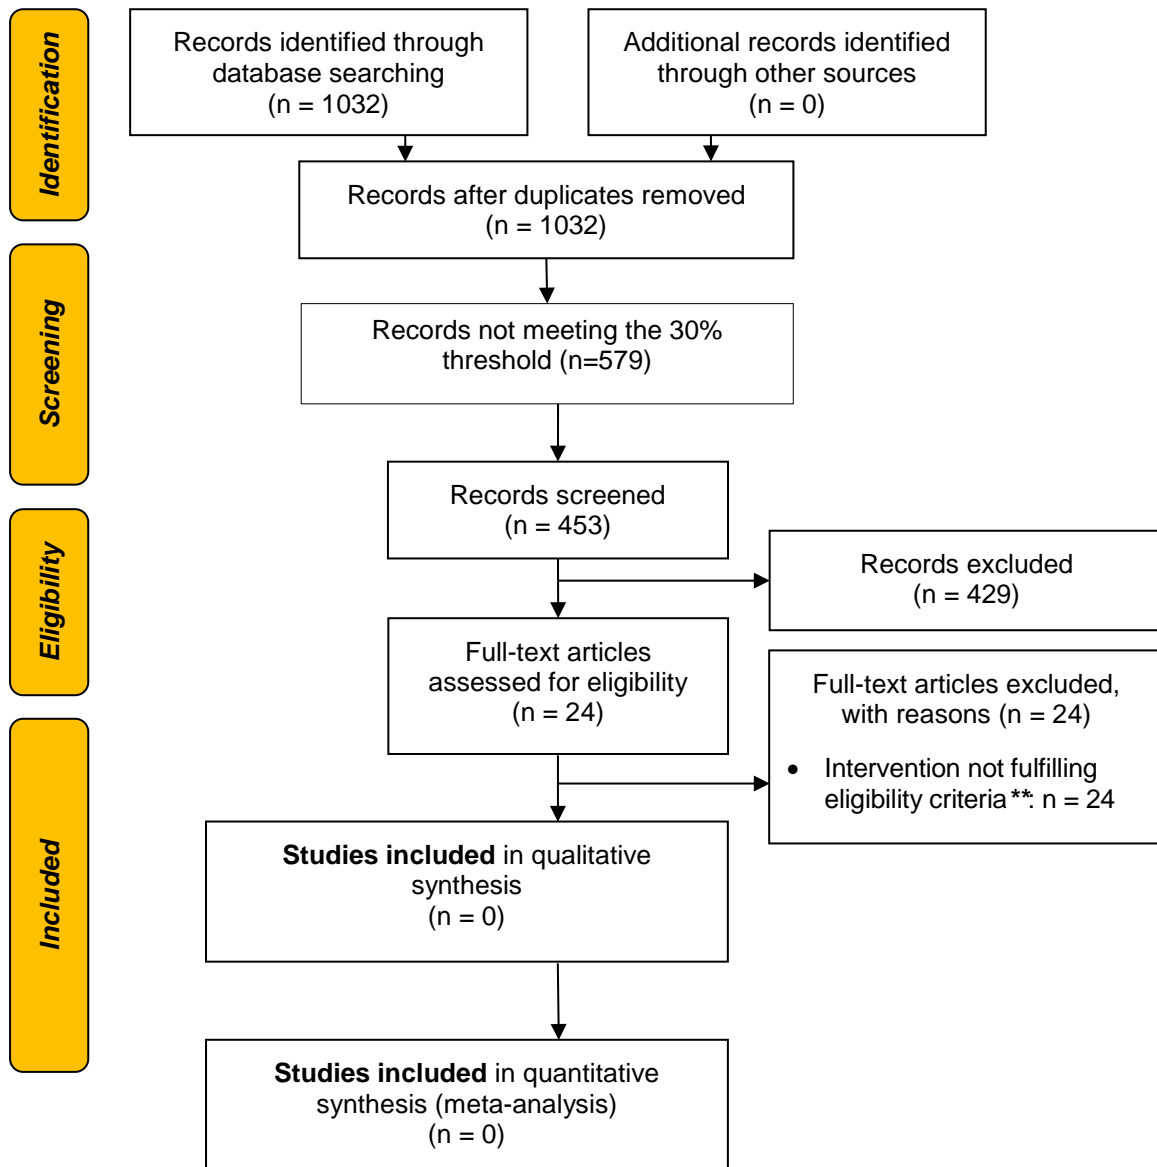 Identification
Records identified through
database searching
(n = 1032)
Additional records identified
through other sources
(n = 0)
Records after duplicates removed
(n = 1032)
Screening
Records not meeting the 30%
threshold (n=579)
Records screened
(n = 453)
Eligibility
Records excluded
(n = 429)
Full-text articles
assessed for eligibility
(n = 24)
Full-text articles excluded,
with reasons (n = 24)
• Intervention not fulfilling
eligibility criteria**: n = 24
Included
Studies included in qualitative
synthesis
(n = 0)
Studies included in quantitative
synthesis (meta-analysis)
(n = 0)